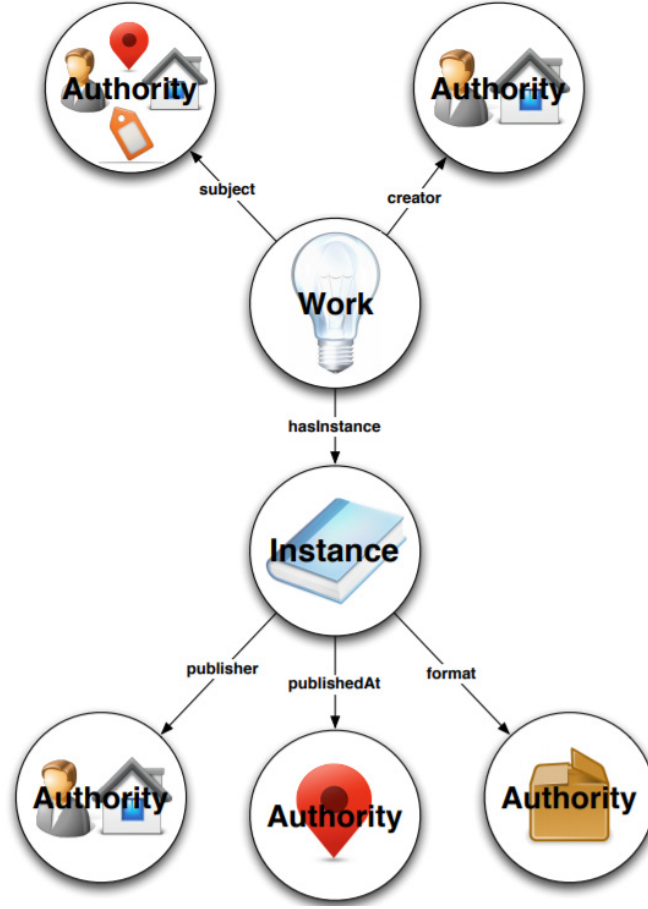 Authority
Authority
subject
creator
Work
hasInstance
Instance
publisher
publishedAt
format
Authority
Authority
Authority